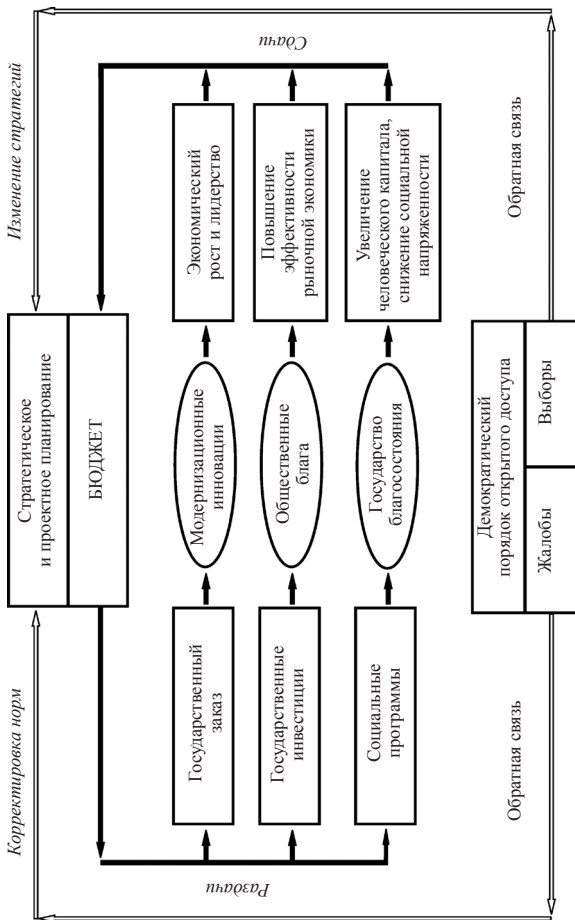 Корректировка норм
Изменение стратегий
Стратегическое
и проектное планирование
БЮДЖЕТ
Раздачи
Сдачи
Государственный
заказ
Модернизационные
инновации
Экономический
рост и лидерство
Государственные
инвестиции
Общественные
блага
Повышение
эффективности
рыночной экономики
Социальные
программы
Государство
благосостояния
Увеличение
человеческого капитала,
снижение социальной
напряженности
Обратная связь
Демократический
порядок открытого доступа
Жалобы
Выборы
Обратная связь